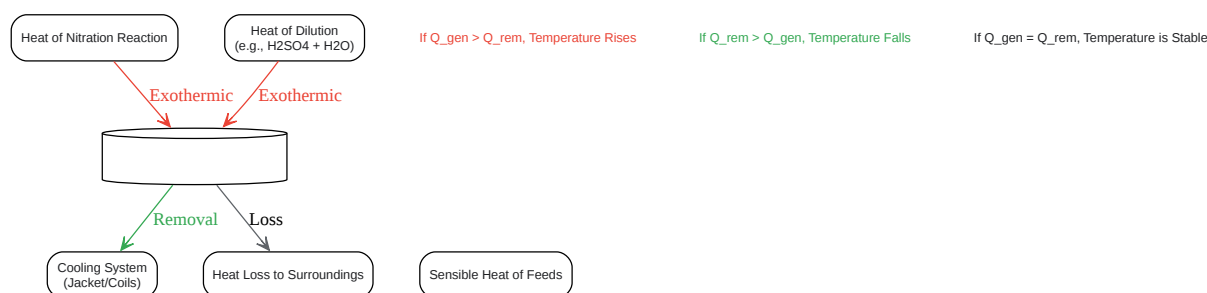 Heat of Nitration Reaction
Heat of Dilution
(e.g., H2SO4 + H2O)
If Q_gen > Q_rem, Temperature Rises
If Q_rem > Q_gen, Temperature Falls
If Q_gen = Q_rem, Temperature is Stable
Exothermic
Exothermic
Removal
Loss
Cooling System
(Jacket/Coils)
Heat Loss to Surroundings
Sensible Heat of Feeds